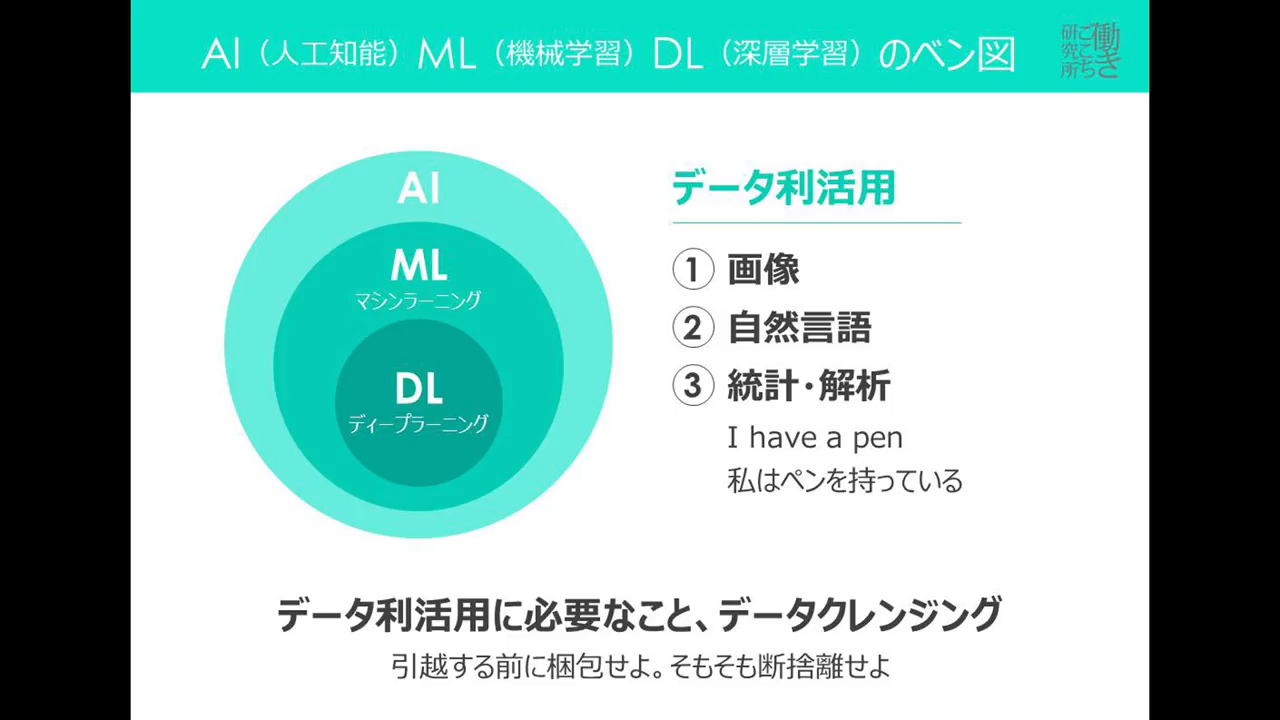 AI（人工知能）ML（機械学習）DL（深層学習）のベン図
働き
ごこち
研究所
AI
ML
マシンラーニング
DL
ディープラーニング
データ利活用
① 画像
② 自然言語
③ 統計・解析
I have a pen
私はペンを持っている
データ利活用に必要なこと、データクレンジング
引越する前に梱包せよ。そもそも断捨離せよ